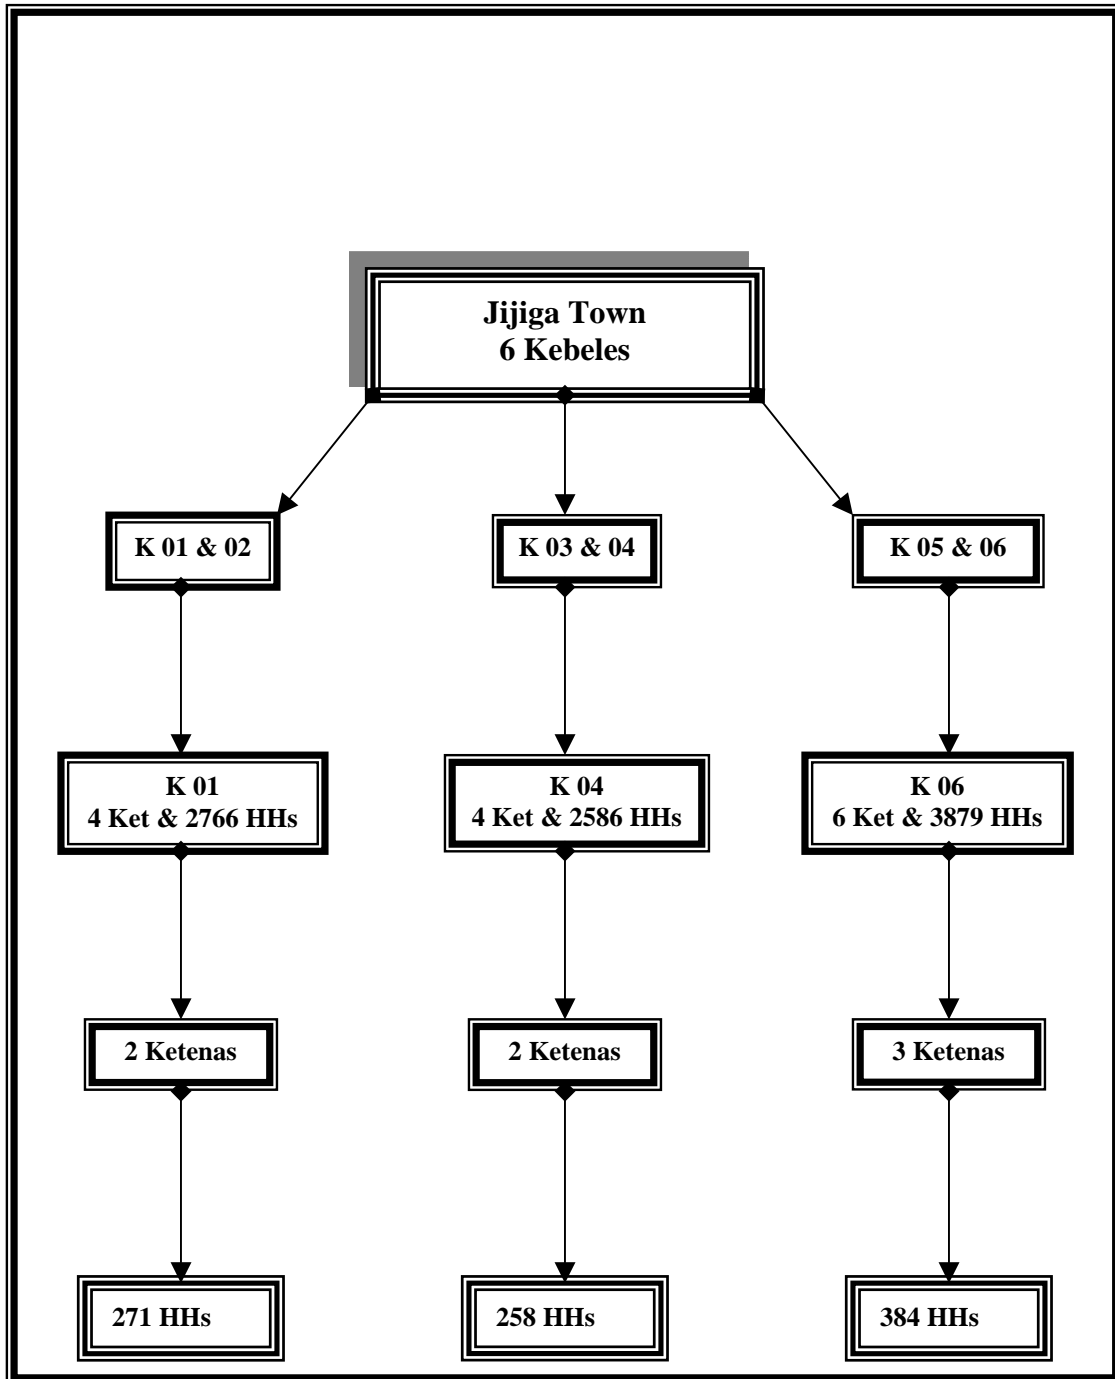 Jijiga Town
6 Kebeles
K 01 & 02
K 03 & 04
K 05 & 06
K 01
4 Ket & 2766 HHs
K 04
4 Ket & 2586 HHs
K 06
6 Ket & 3879 HHs
2 Ketenas
2 Ketenas
3 Ketenas
271 HHs
258 HHs
384 HHs